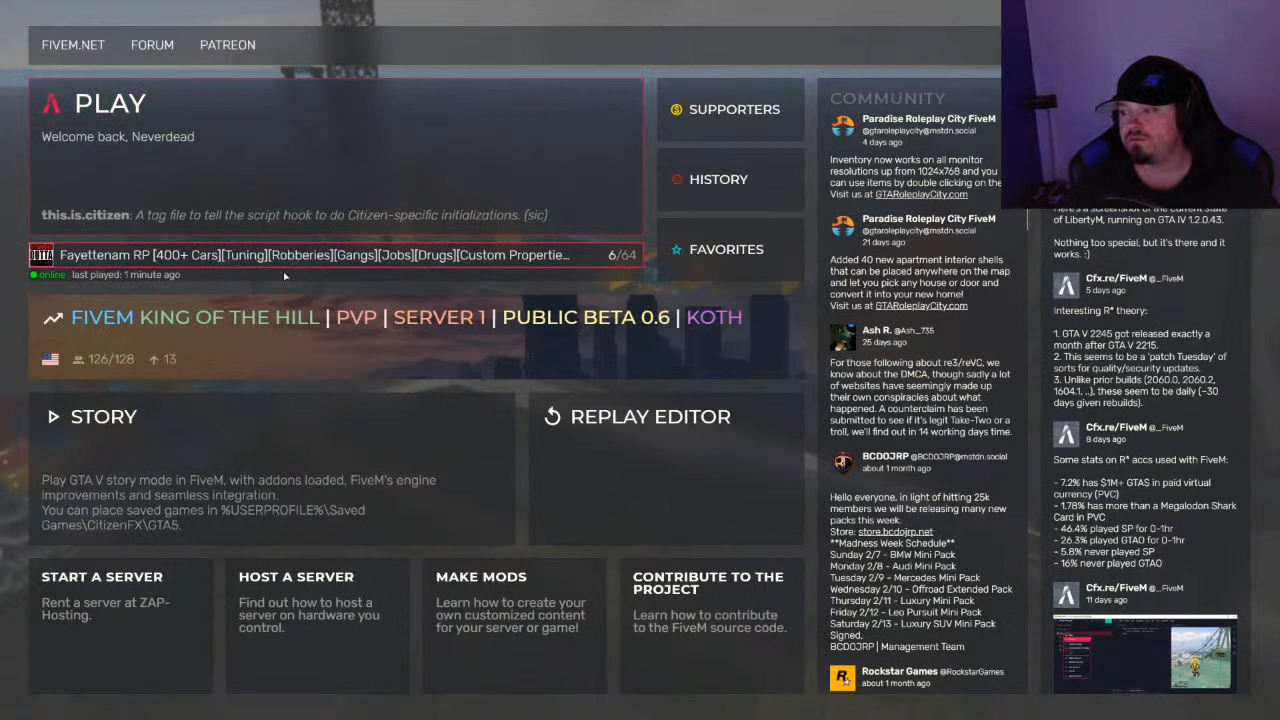 FIVEM.NET FORUM PATREON
PLAY
Welcome back, Neverdead
this.is.citizen: A tag file to tell the script hook to do Citizen-specific initializations. (sic)
Fayettenam RP [400+ Cars][Tuning][Robberies][Gangs][Jobs][Drugs][Custom Propertie... 6/64
online last played: 1 minute ago
SUPPORTERS
HISTORY
FAVORITES
FIVEM KING OF THE HILL | PVP | SERVER 1 | PUBLIC BETA 0.6 | KOTH
126/128 13
STORY
Play GTA V story mode in FiveM, with addons loaded, FiveM's engine
improvements and seamless integration.
You can place saved games in %USERPROFILE%\Saved
Games\CitizenFX\GTA5.
REPLAY EDITOR
START A SERVER
Rent a server at ZAP-
Hosting.
HOST A SERVER
Find out how to host a
server on hardware you
control.
MAKE MODS
Learn how to create your
own customized content
for your server or game!
CONTRIBUTE TO THE
PROJECT
Learn how to contribute
to the FiveM source code.
COMMUNITY
Paradise Roleplay City FiveM
@gtaroleplaycity@mstdn.social
4 days ago
Inventory now works on all monitor
resolutions up from 1024x768 and you
can use items by double clicking on the
Visit us at GTARoleplayCity.com
Paradise Roleplay City FiveM
@gtaroleplaycity@mstdn.social
21 days ago
Added 40 new apartment interior shells
that can be placed anywhere on the map
and let you pick any house or door and
convert it into your new home!
Visit us at GTARoleplayCity.com
Ash R. @Ash_735
25 days ago
For those following about re3/reVC, we
know about the DMCA, though sadly a lot
of websites have seemingly made up
their own conspiracies about what
happened. A counterclaim has been
submitted to see if it's legit Take-Two or a
troll, we'll find out in 14 working days time.
BCDOJRP @BCDOJRP@mstdn.social
about 1 month ago
Hello everyone, in light of hitting 25k
members we will be releasing many new
packs this week.
Store: store.bcdojrp.net
**Madness Week Schedule**
Sunday 2/7 - BMW Mini Pack
Monday 2/8 - Audi Mini Pack
Tuesday 2/9 - Mercedes Mini Pack
Wednesday 2/10 - Offroad Extended Pack
Thursday 2/11 - Luxury Mini Pack
Friday 2/12 - Leo Pursuit Mini Pack
Saturday 2/13 - Luxury SUV Mini Pack
Signed,
BCDOJRP | Management Team
Rockstar Games @RockstarGames
about 1 month ago
Here's a screenshot of the current state
of LibertyM, running on GTA IV 1.2.0.43.
Nothing too special, but it's there and it
works. :)
Cfx.re/FiveM @_FiveM
5 days ago
Interesting R* theory:
1. GTA V 2245 got released exactly a
month after GTA V 2215.
2. This seems to be a 'patch Tuesday' of
sorts for quality/security updates.
3. Unlike prior builds (2060.0, 2060.2,
1604.1, ..), these seem to be daily (~30
days given rebuilds).
Cfx.re/FiveM @_FiveM
8 days ago
Some stats on R* accs used with FiveM:
- 7.2% has $1M+ GTA$ in paid virtual
currency (PVC)
- 1.78% has more than a Megalodon Shark
Card in PVC
- 46.4% played SP for 0-1hr
- 26.3% played GTAO for 0-1hr
- 5.8% never played SP
- 16% never played GTAO
Cfx.re/FiveM @_FiveM
11 days ago